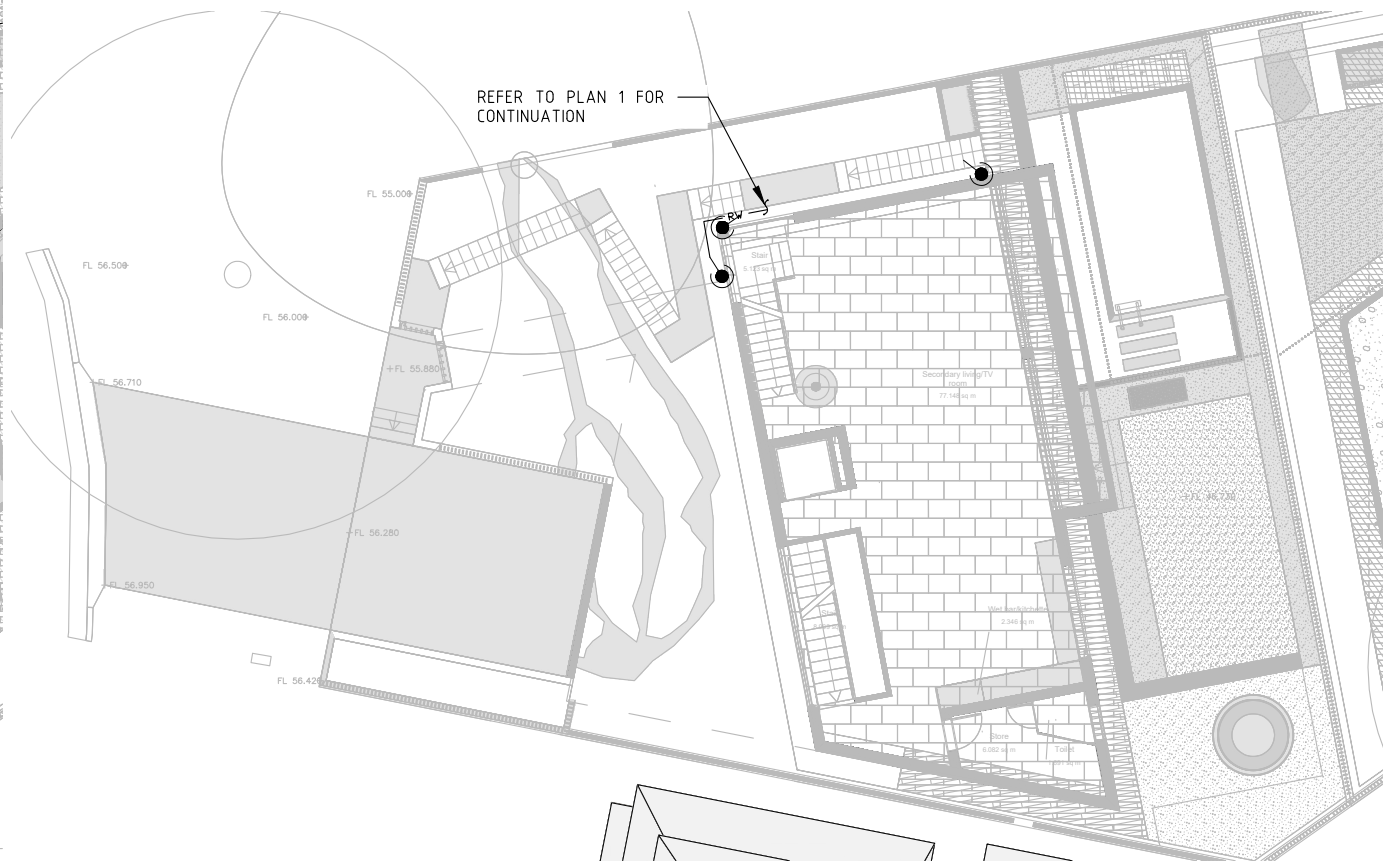 REFER TO PLAN 1 FOR
CONTINUATION
FL 55.000
RW
Stair
FL 56.500
FL 56.000
FL 55.880
FL 56.710
Secondary living/TV
room
77.148 sq m
FL 56.280
FL 56.950
Wet bar/kitchette
2.348 sq m
FL 56.420
Store
6.082 sq m
Toilet